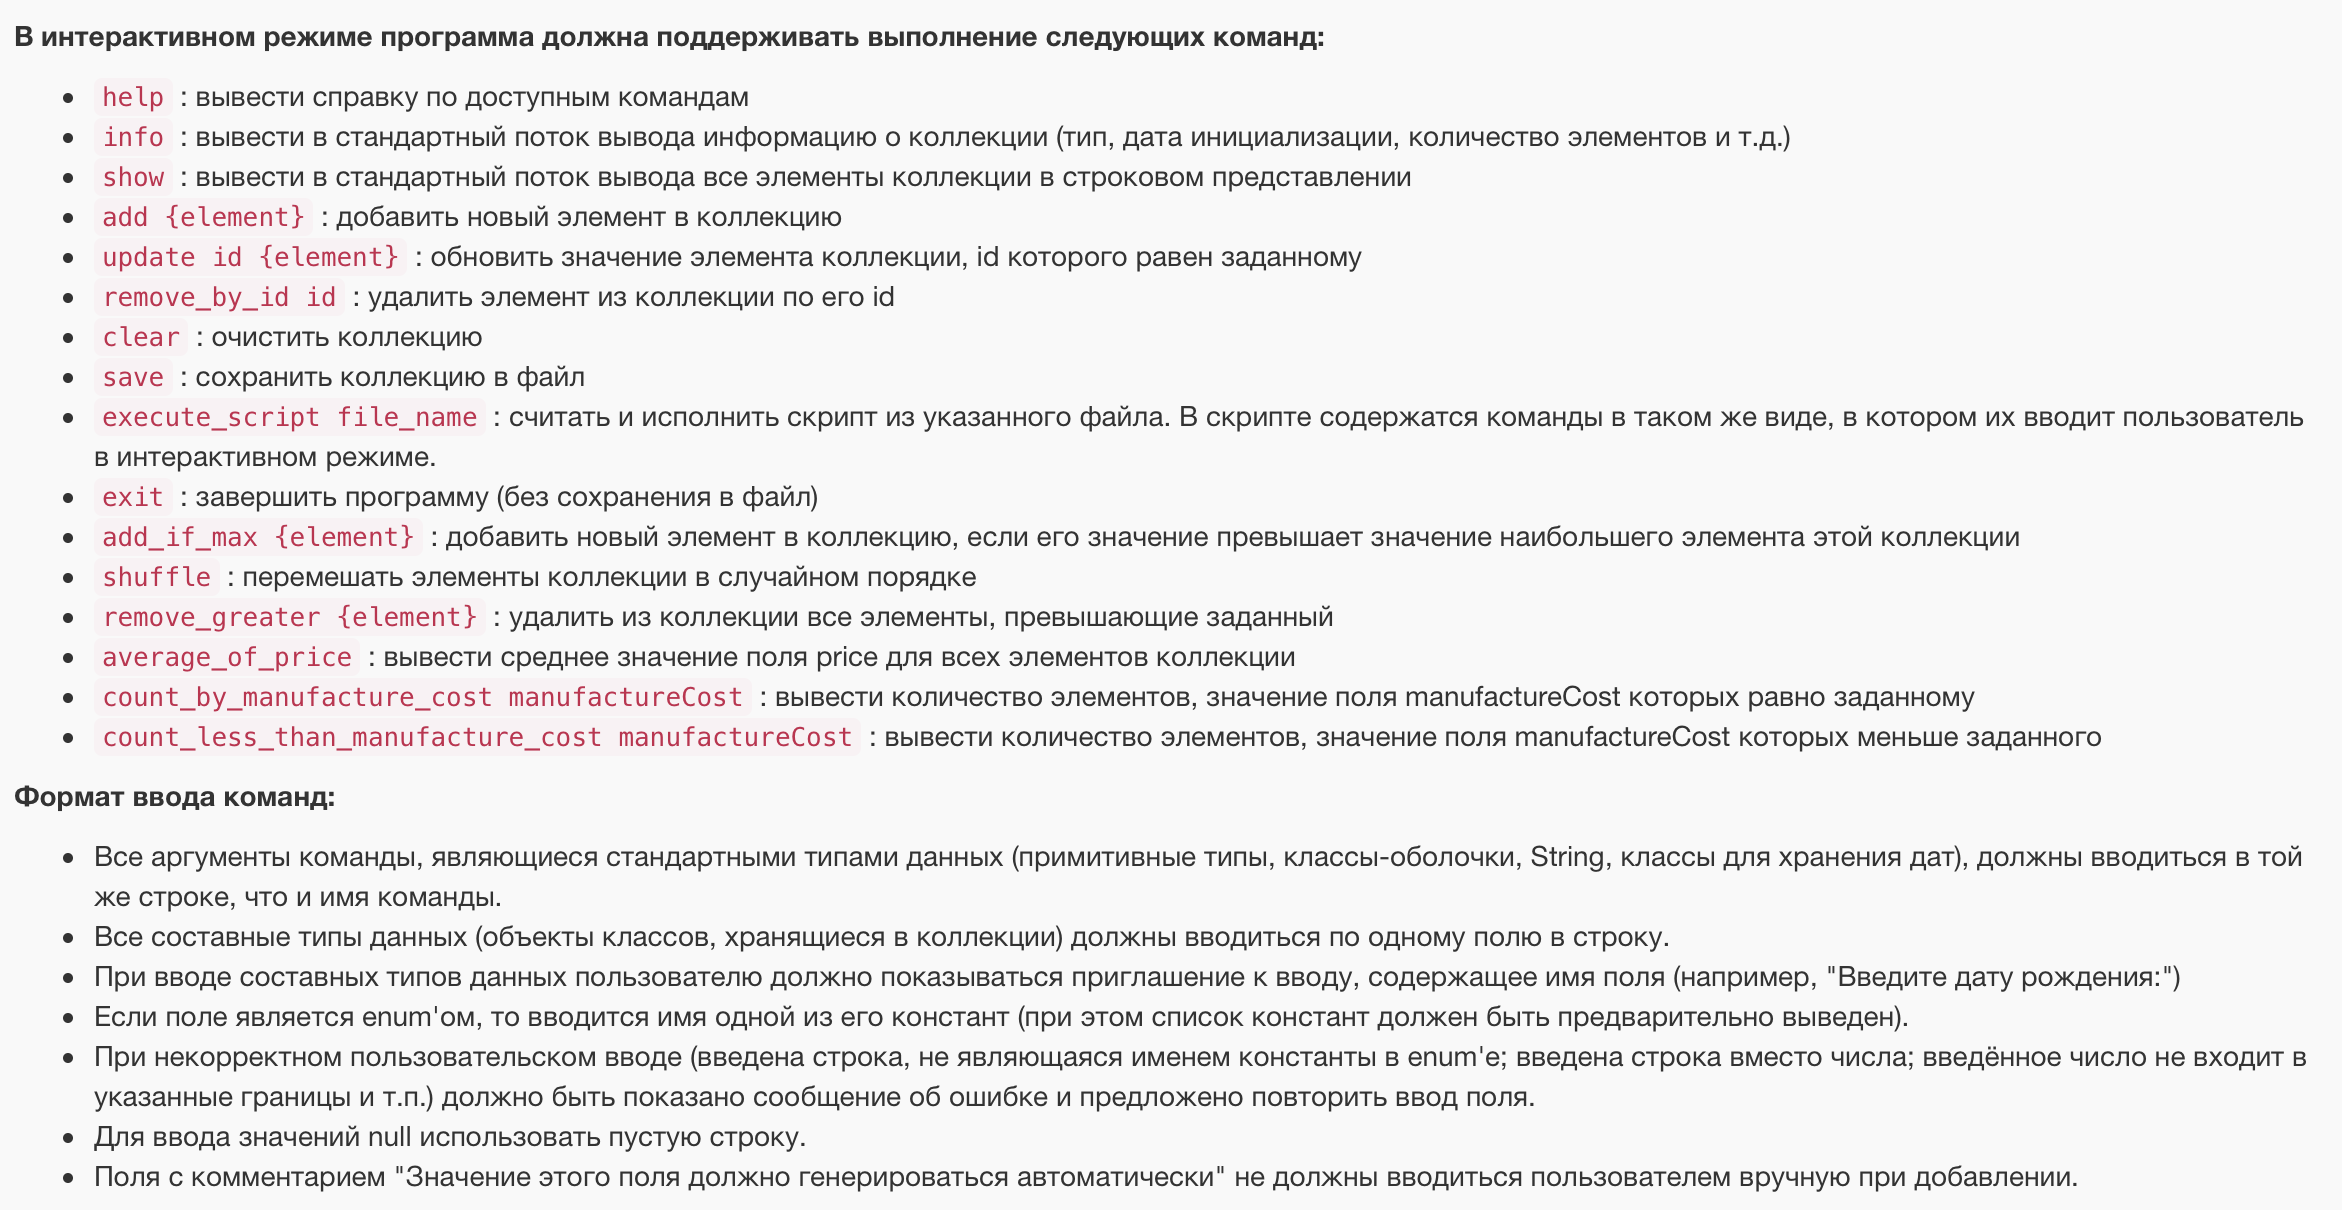 В интерактивном режиме программа должна поддерживать выполнение следующих команд:
help : вывести справку по доступным командам
info : вывести в стандартный поток вывода информацию о коллекции (тип, дата инициализации, количество элементов и т.д.)
show : вывести в стандартный поток вывода все элементы коллекции в строковом представлении
add {element} : добавить новый элемент в коллекцию
update id {element} : обновить значение элемента коллекции, id которого равен заданному
remove_by_id id : удалить элемент из коллекции по его id
clear : очистить коллекцию
save : сохранить коллекцию в файл
execute_script file_name : считать и исполнить скрипт из указанного файла. В скрипте содержатся команды в таком же виде, в котором их вводит пользователь
в интерактивном режиме.
exit : завершить программу (без сохранения в файл)
add_if_max {element} : добавить новый элемент в коллекцию, если его значение превышает значение наибольшего элемента этой коллекции
shuffle : перемешать элементы коллекции в случайном порядке
remove_greater {element} : удалить из коллекции все элементы, превышающие заданный
average_of_price : вывести среднее значение поля price для всех элементов коллекции
count_by_manufacture_cost manufactureCost : вывести количество элементов, значение поля manufactureCost которых равно заданному
count_less_than_manufacture_cost manufactureCost : вывести количество элементов, значение поля manufactureCost которых меньше заданного
Формат ввода команд:
Все аргументы команды, являющиеся стандартными типами данных (примитивные типы, классы-оболочки, String, классы для хранения дат), должны вводиться в той
же строке, что и имя команды.
Все составные типы данных (объекты классов, хранящиеся в коллекции) должны вводиться по одному полю в строку.
При вводе составных типов данных пользователю должно показываться приглашение к вводу, содержащее имя поля (например, "Введите дату рождения:")
Если поле является enum'ом, то вводится имя одной из его констант (при этом список констант должен быть предварительно выведен).
При некорректном пользовательском вводе (введена строка, не являющаяся именем константы в enum'е; введена строка вместо числа; введённое число не входит в
указанные границы и т.п.) должно быть показано сообщение об ошибке и предложено повторить ввод поля.
Для ввода значений null использовать пустую строку.
Поля с комментарием "Значение этого поля должно генерироваться автоматически" не должны вводиться пользователем вручную при добавлении.